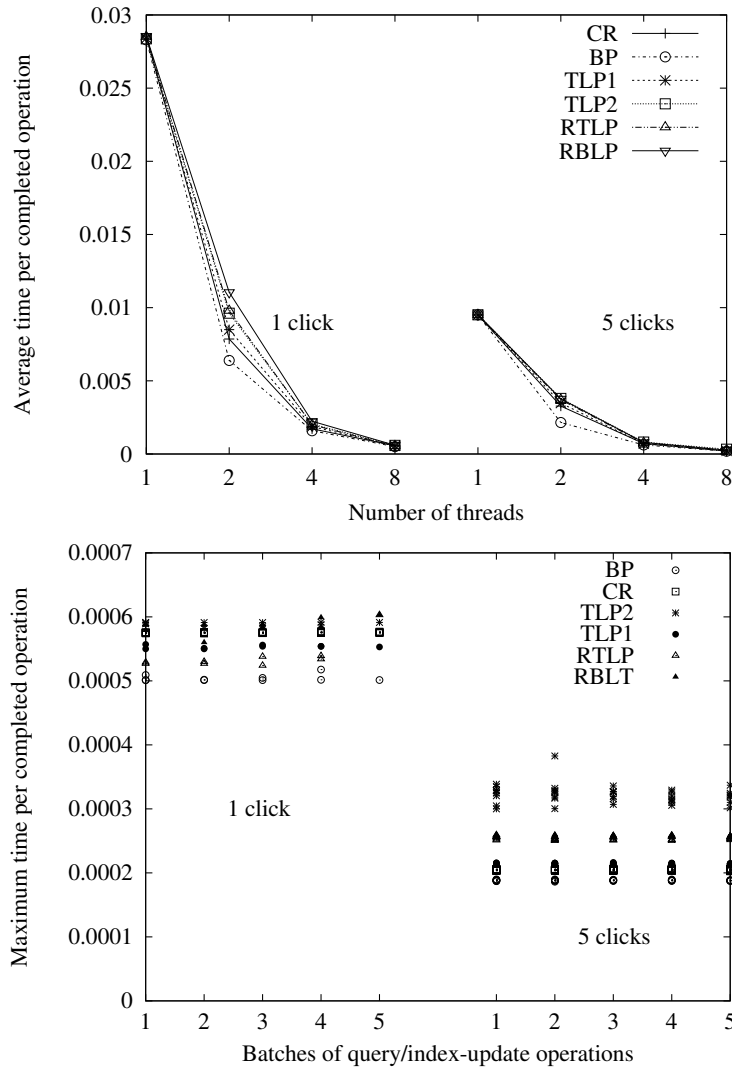 CR
BP
TLP1
TLP2
RTLP
RBLP
0.03
0.025
0.02
0.015
0.01
0.005
0
Average time per completed operation
1 click
5 clicks
1 2 4 8 1 2 4 8
Number of threads
0.0007
0.0006
0.0005
0.0004
0.0003
0.0002
0.0001
0
Maximum time per completed operation
BP
CR
TLP2
TLP1
RTLP
RBLT
1 click
5 clicks
1 2 3 4 5 1 2 3 4 5
Batches of query/index-update operations